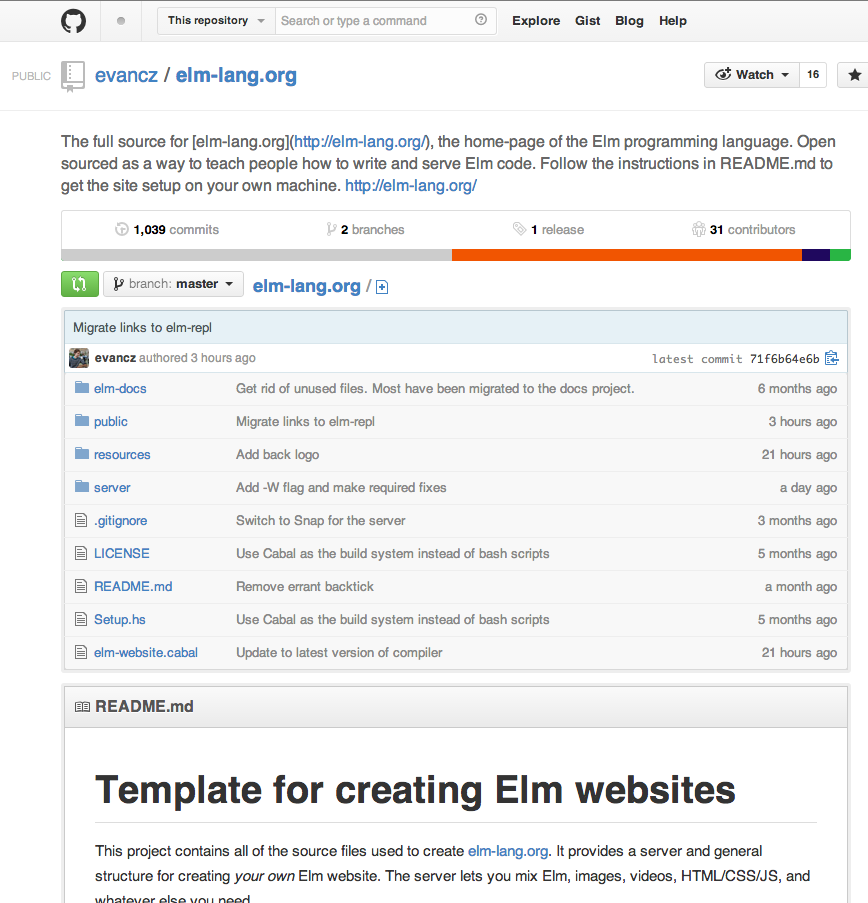 This repository Search or type a command Explore Gist Blog Help
PUBLIC evancz / elm-lang.org Watch 16
The full source for [elm-lang.org](http://elm-lang.org/), the home-page of the Elm programming language. Open
sourced as a way to teach people how to write and serve Elm code. Follow the instructions in README.md to
get the site setup on your own machine. http://elm-lang.org/
1,039 commits 2 branches 1 release 31 contributors
branch: master elm-lang.org /
Migrate links to elm-repl
evancz authored 3 hours ago latest commit 71f6b64e6b
elm-docs Get rid of unused files. Most have been migrated to the docs project. 6 months ago
public Migrate links to elm-repl 3 hours ago
resources Add back logo 21 hours ago
server Add -W flag and make required fixes a day ago
.gitignore Switch to Snap for the server 3 months ago
LICENSE Use Cabal as the build system instead of bash scripts 5 months ago
README.md Remove errant backtick a month ago
Setup.hs Use Cabal as the build system instead of bash scripts 5 months ago
elm-website.cabal Update to latest version of compiler 21 hours ago
README.md
Template for creating Elm websites
This project contains all of the source files used to create elm-lang.org. It provides a server and general
structure for creating your own Elm website. The server lets you mix Elm, images, videos, HTML/CSS/JS, and
whatever else you need.